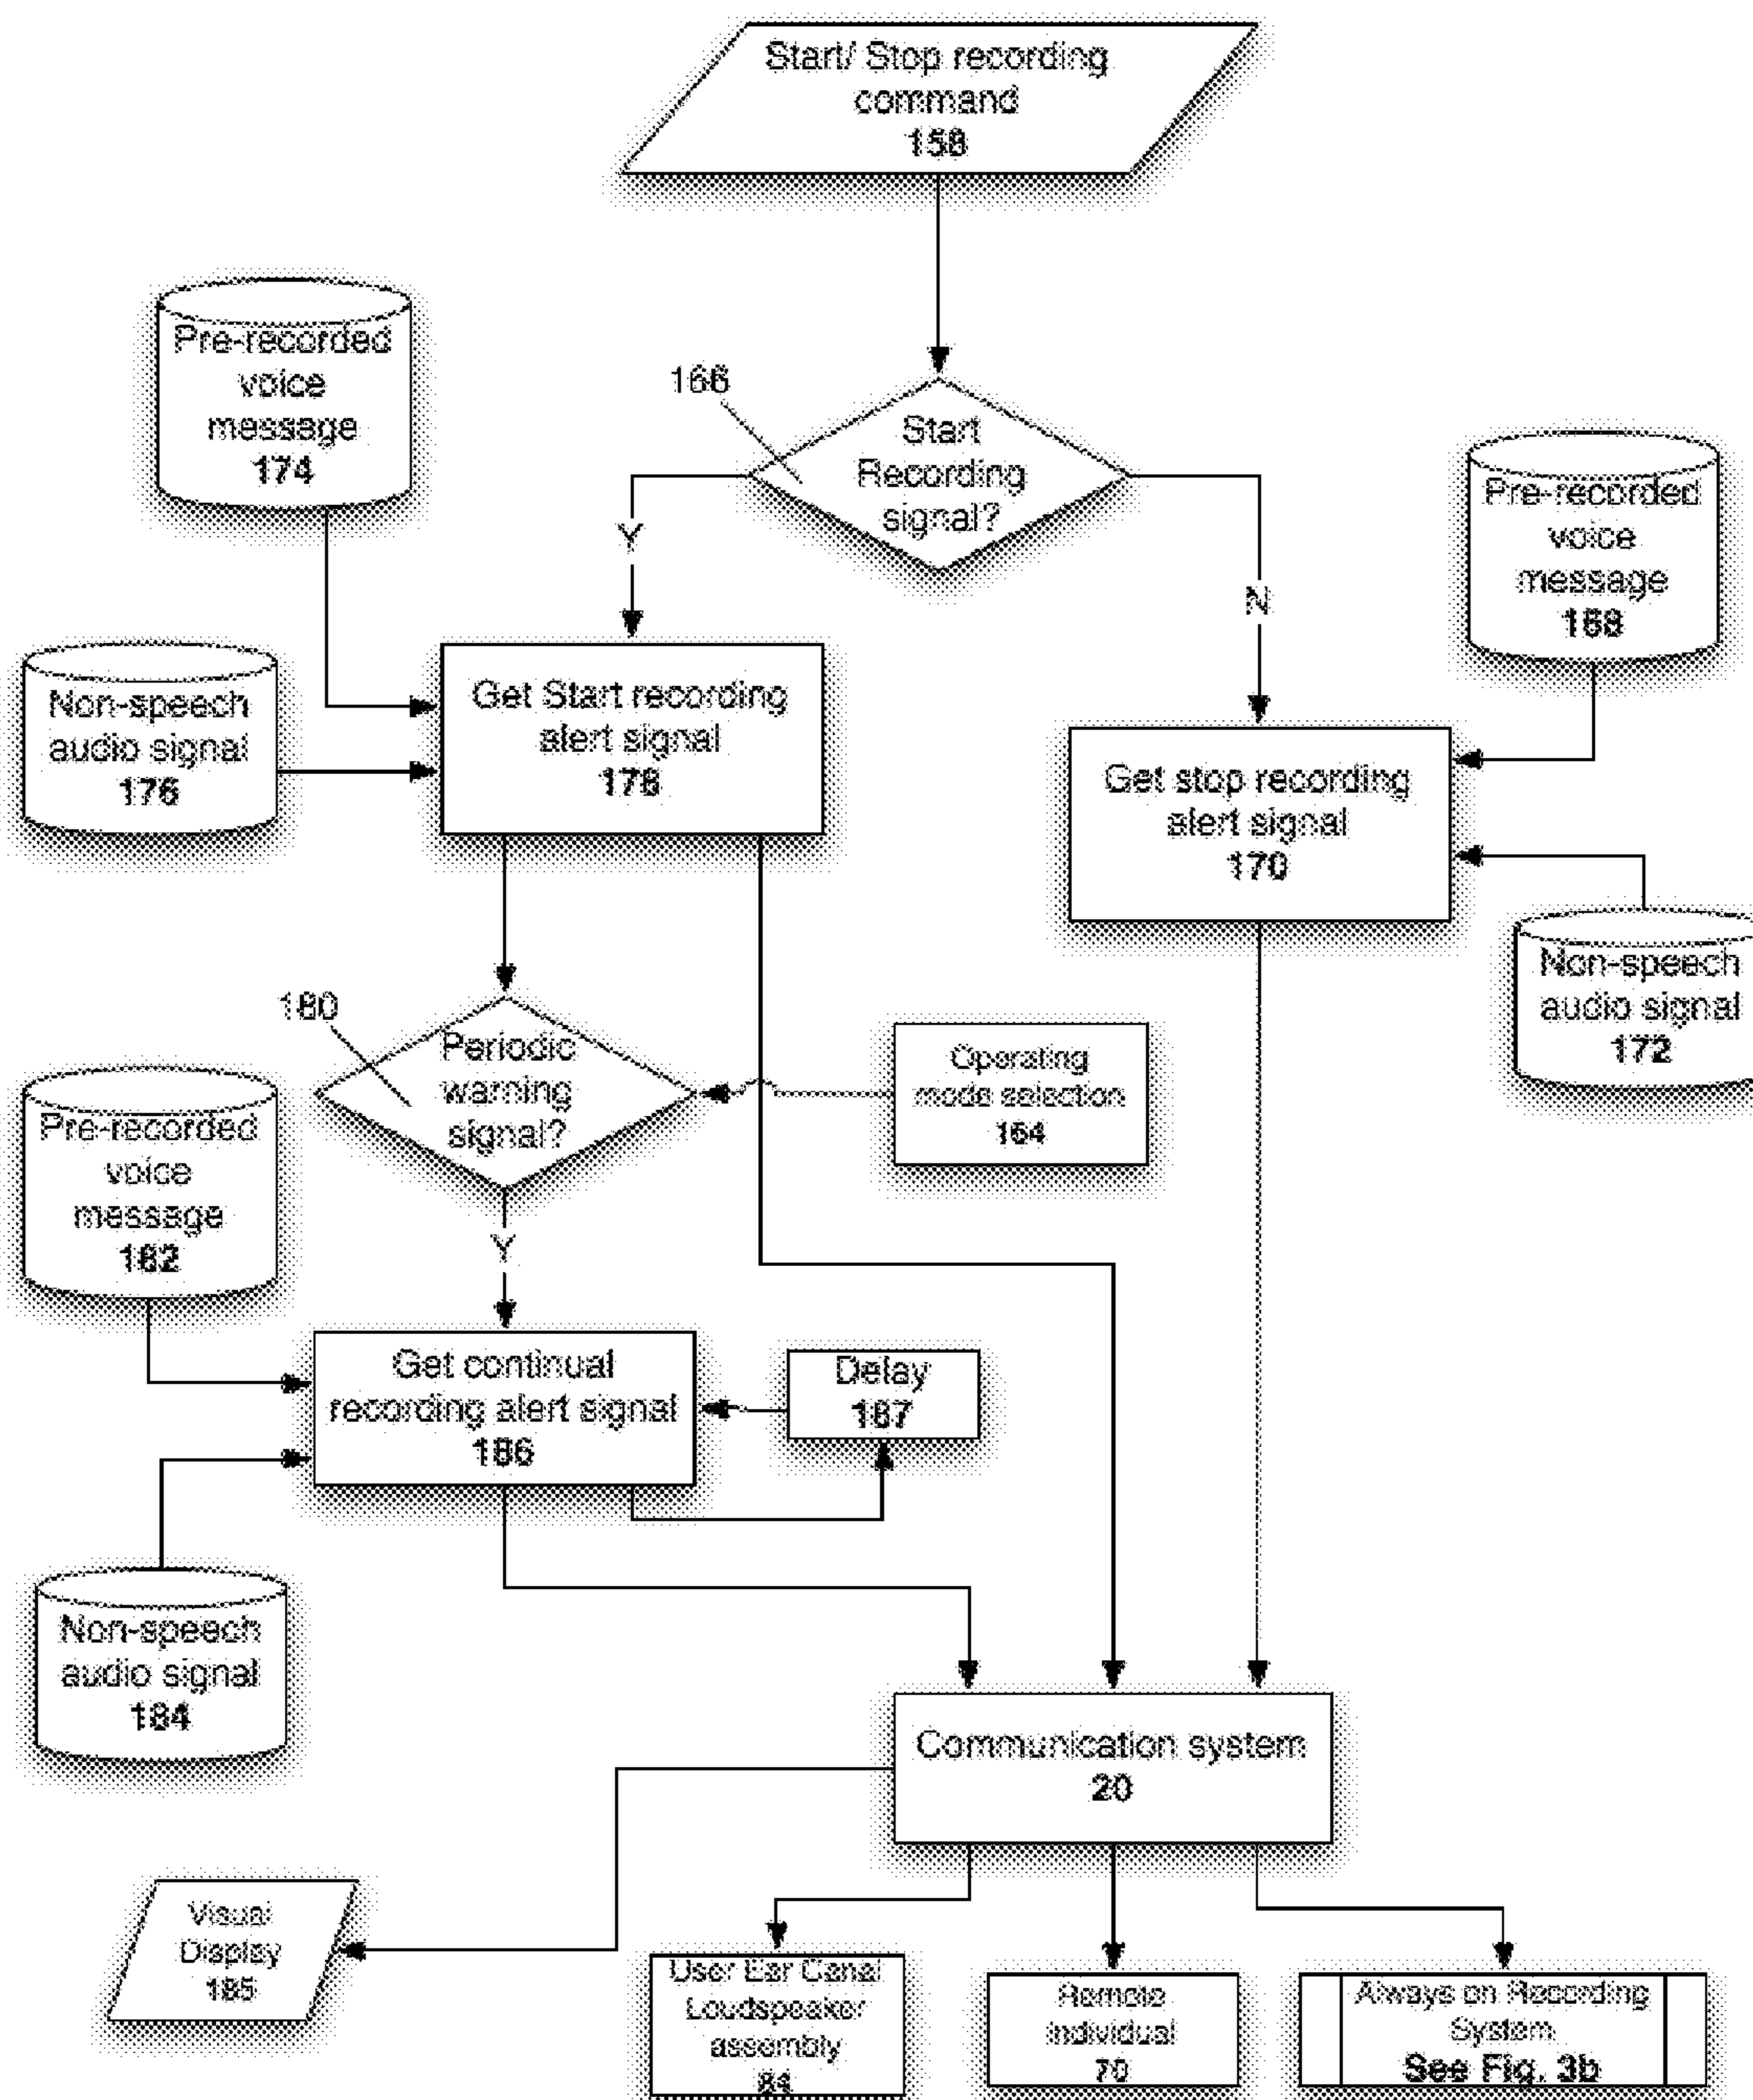 Start/ Stop recording
command
158
Pre-recorded
voice
message
174
166
Start
Recording
signal?
Y
N
Pre-recorded
voice
message
168
Non-speech
audio signal
176
Get Start recording
alert signal
178
Get stop recording
alert signal
170
Non-speech
audio signal
172
180
Periodic
warning
signal?
Operating
mode selection
164
Pre-recorded
voice
message
182
Y
Get continual
recording alert signal
186
Delay
187
Non-speech
audio signal
184
Communication system
20
Visual
Display
185
User Ear Canal
Loudspeaker
assembly
84
Remote
individual
70
Always on Recording
System
See Fig. 3b